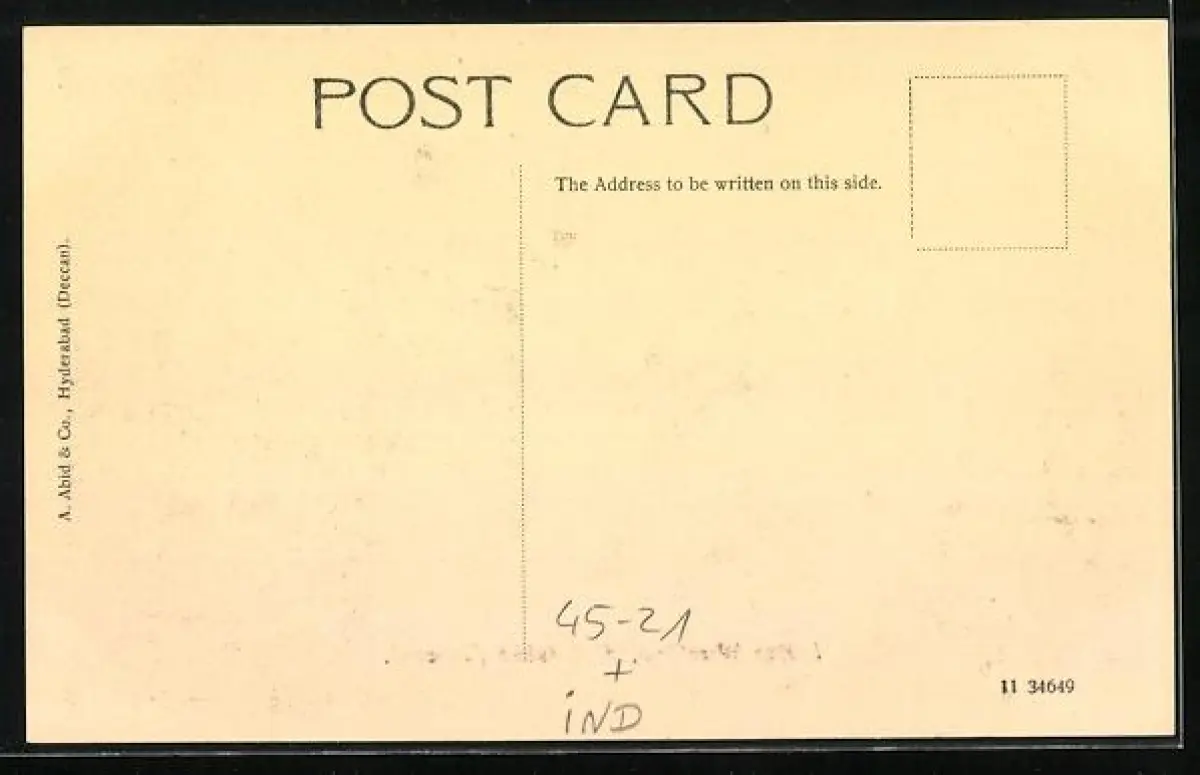 POST CARD
The Address to be written on this side.
A. Abid & Co., Hyderabad (Deccan).
45-21
+
iND
11 34649